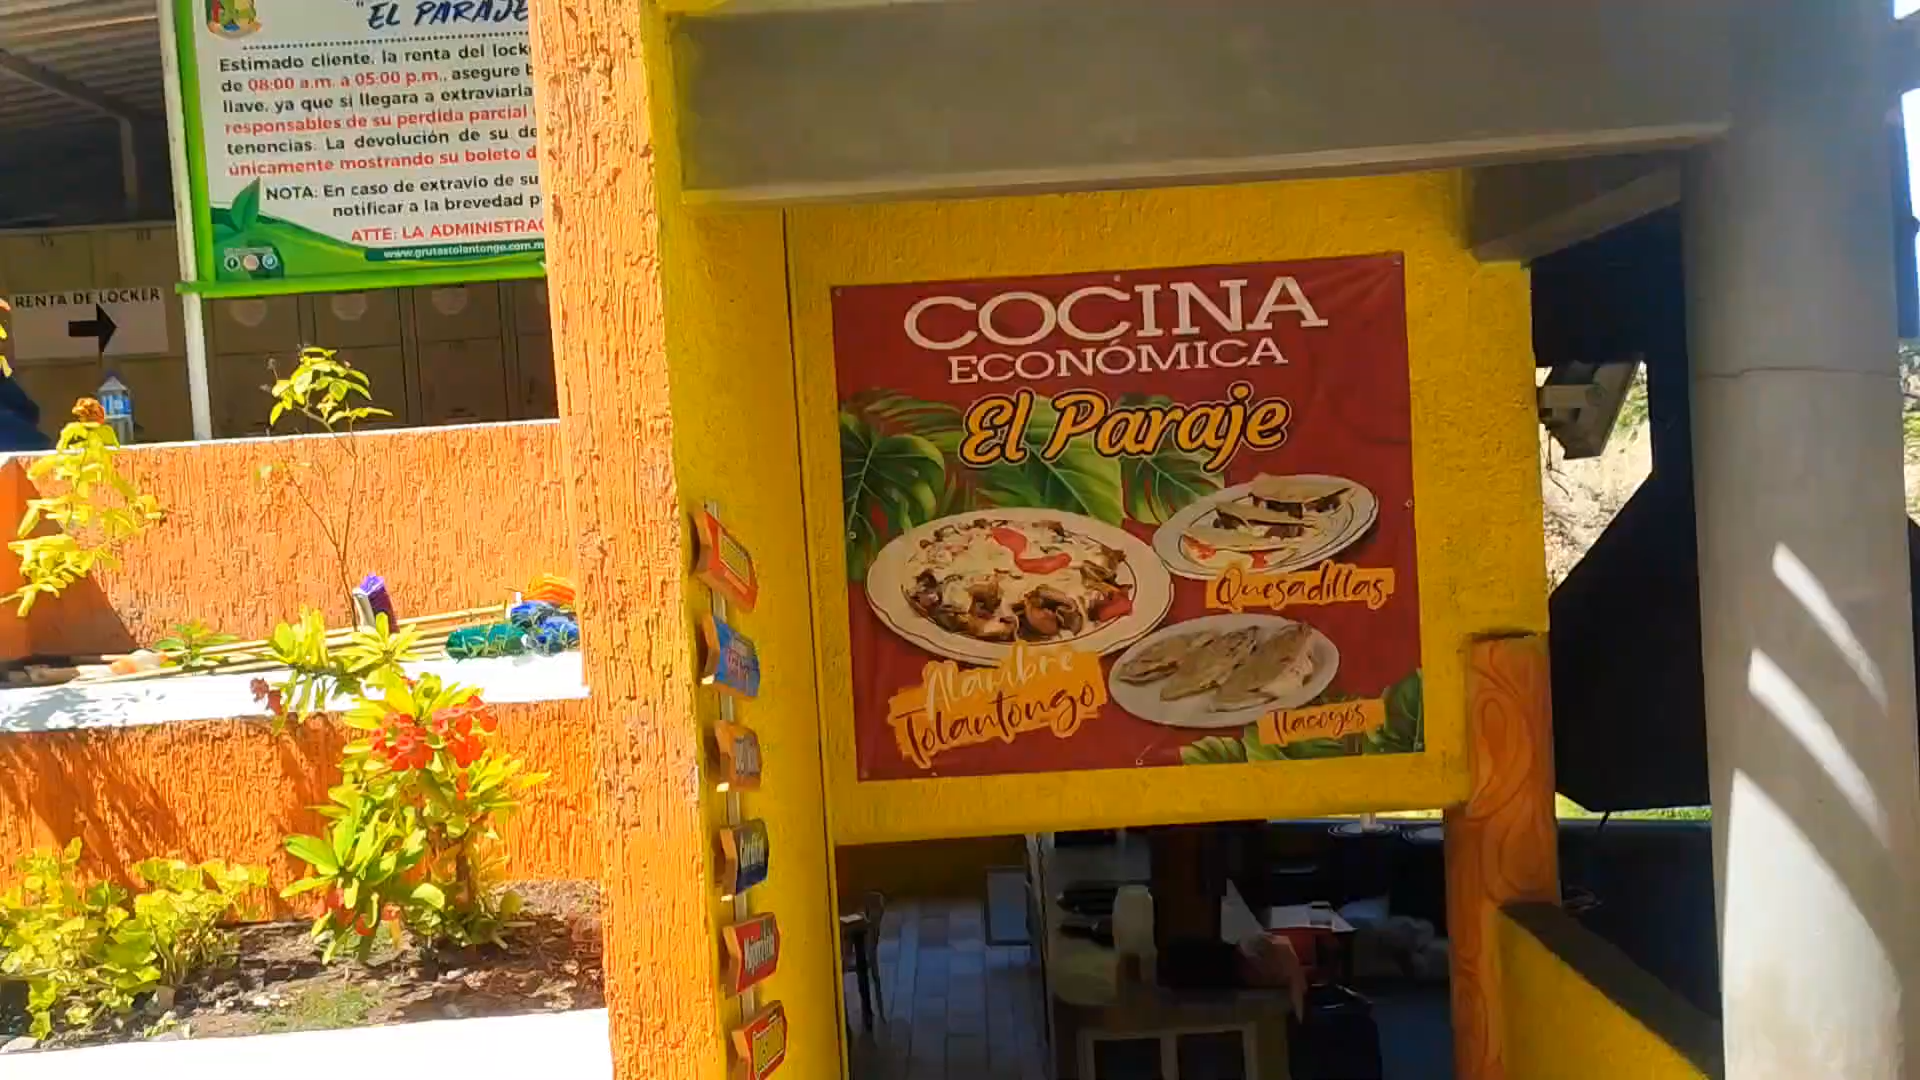 "EL PARAJE
Estimado cliente, la renta del lock
de 08:00 a.m. a 05:00 p.m., asegure b
llave, ya que si llegara a extraviarla
responsables de su perdida parcial
tenencias. La devolución de su de
únicamente mostrando su boleto d
NOTA: En caso de extravío de su
notificar a la brevedad p
ATTE: LA ADMINISTRAC
www.grutastolantongo.com.m
RENTA DE LOCKER
COCINA
ECONÓMICA
El Paraje
Quesadillas
Alambre
Tolantongo
Tlacoyos